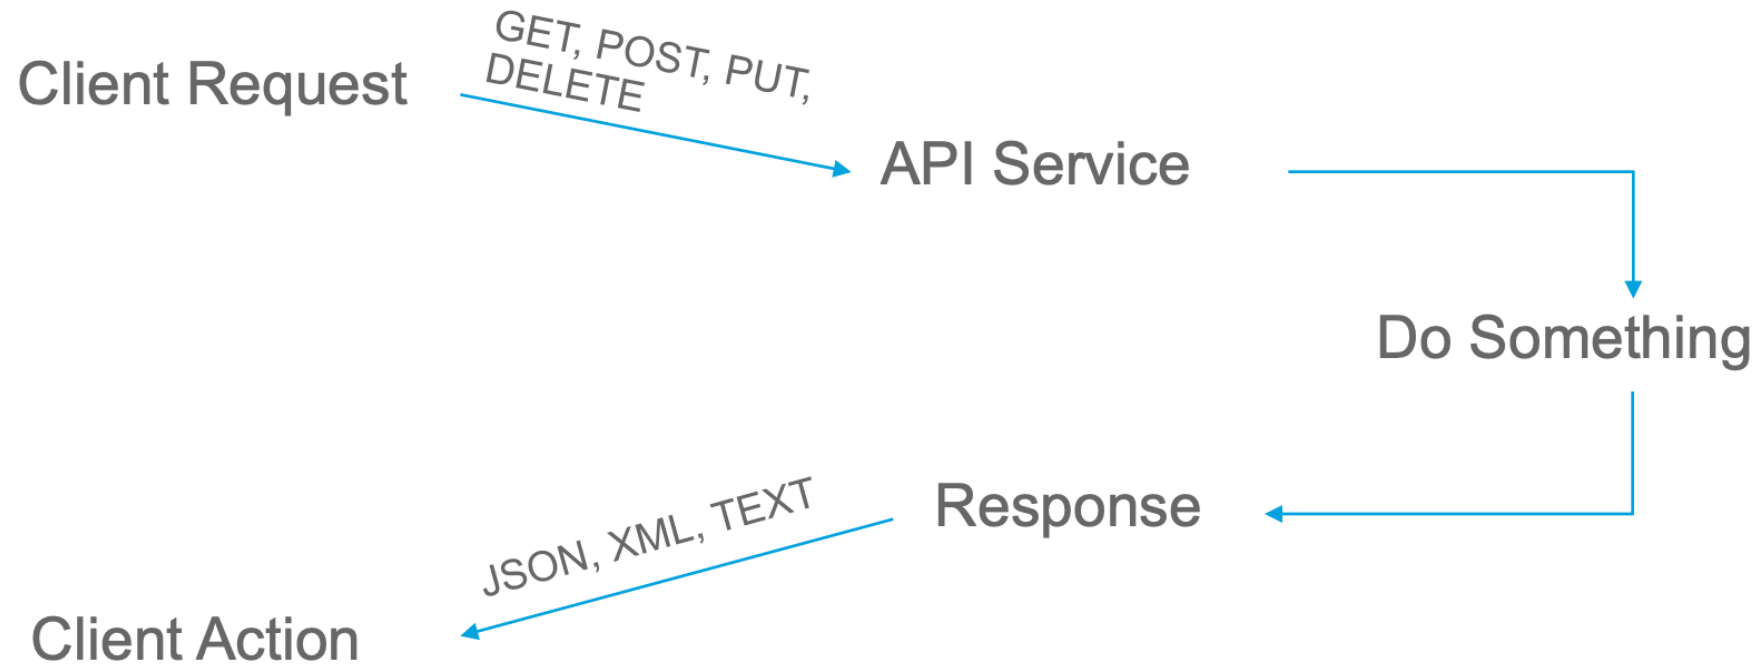 Client Request
GET, POST, PUT,
DELETE
API Service
Do Something
Response
JSON, XML, TEXT
Client Action